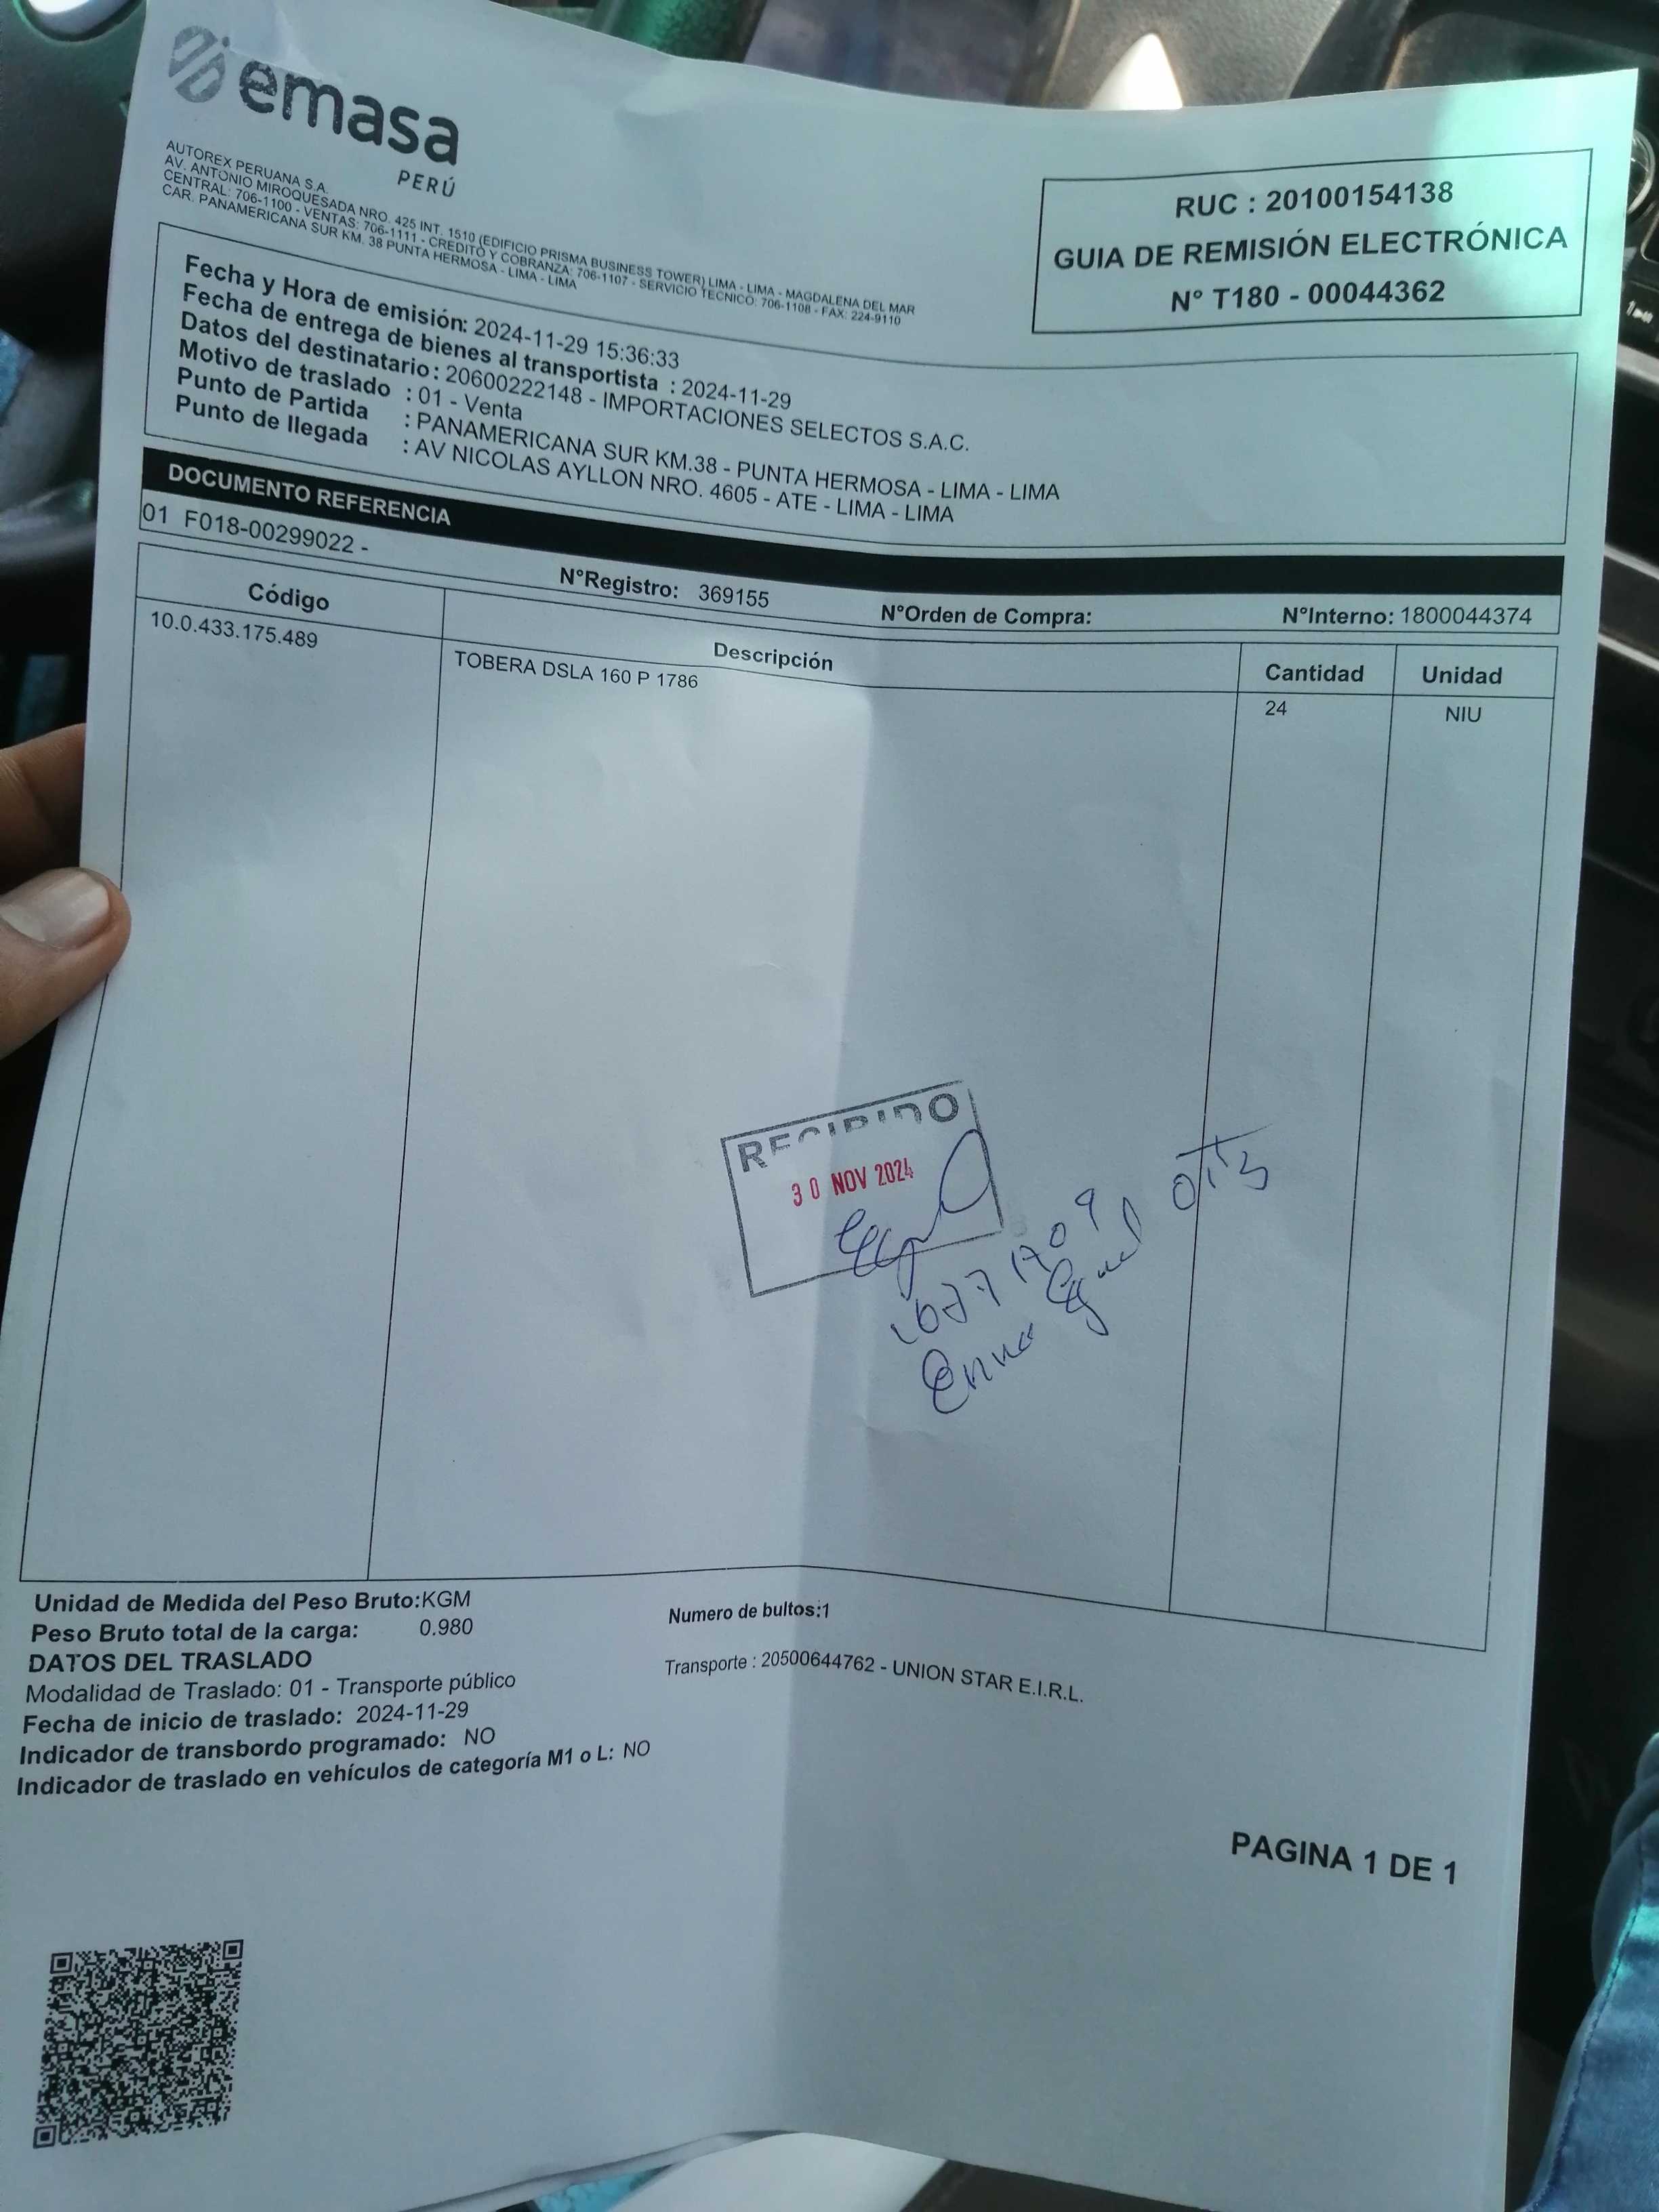 emasa
PERÚ
AUTOREX PERUANA S.A.
AV. ANTONIO MIROQUESADA NRO. 425 INT. 1510 (EDIFICIO PRISMA BUSINESS TOWER) LIMA - LIMA - MAGDALENA DEL MAR
CENTRAL: 706-1100 - VENTAS: 706-1111 - CREDITO Y COBRANZA: 706-1107 - SERVICIO TECNICO: 706-1108 - FAX: 224-9110
CAR. PANAMERICANA SUR KM. 38 PUNTA HERMOSA - LIMA - LIMA
RUC : 20100154138
GUIA DE REMISIÓN ELECTRÓNICA
N° T180 - 00044362
Fecha y Hora de emisión: 2024-11-29 15:36:33
Fecha de entrega de bienes al transportista : 2024-11-29
Datos del destinatario: 20600222148 - IMPORTACIONES SELECTOS S.A.C.
Motivo de traslado : 01 - Venta
Punto de Partida : PANAMERICANA SUR KM.38 - PUNTA HERMOSA - LIMA - LIMA
Punto de llegada : AV NICOLAS AYLLON NRO. 4605 - ATE - LIMA - LIMA
DOCUMENTO REFERENCIA
01 F018-00299022 - N°Registro: 369155 N°Orden de Compra: N°Interno: 1800044374
Código Descripción Cantidad Unidad
10.0.433.175.489 TOBERA DSLA 160 P 1786 24 NIU
RECIBIDO
30 NOV 2024
Unidad de Medida del Peso Bruto:KGM
Peso Bruto total de la carga: 0.980
Numero de bultos:1
DATOS DEL TRASLADO
Modalidad de Traslado: 01 - Transporte público
Transporte : 20500644762 - UNION STAR E.I.R.L.
Fecha de inicio de traslado: 2024-11-29
Indicador de transbordo programado: NO
Indicador de traslado en vehículos de categoría M1 o L: NO
PAGINA 1 DE 1